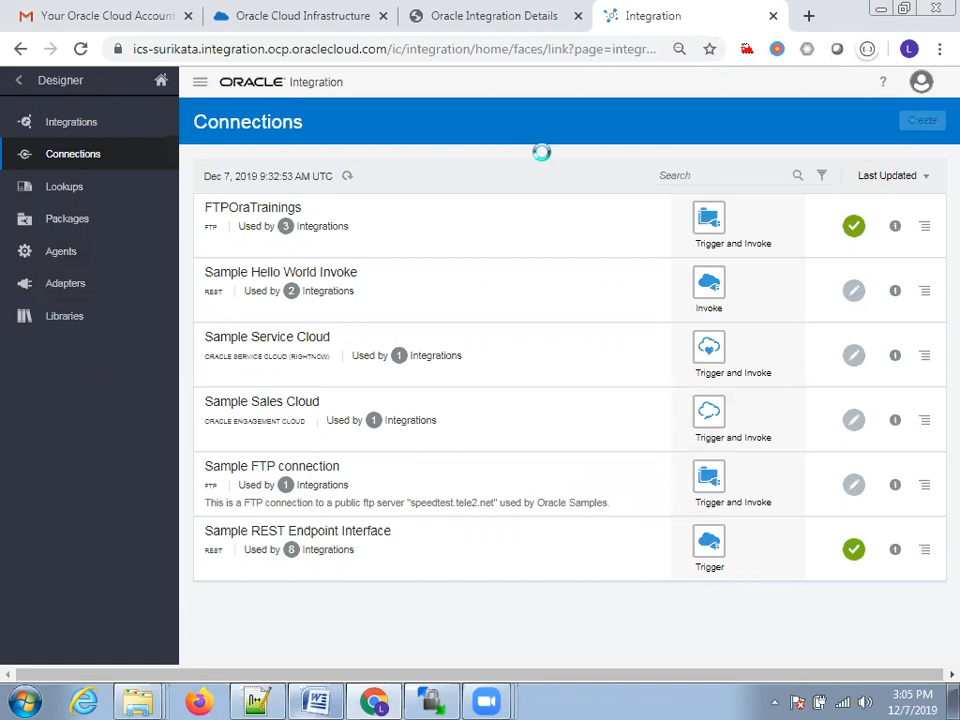 Your Oracle Cloud Account
Oracle Cloud Infrastructure
Oracle Integration Details
Integration
ics-surikata.integration.ocp.oraclecloud.com/ic/integration/home/faces/link?page=integr...
L
Designer
ORACLE Integration
?
Integrations
Connections
Lookups
Packages
Agents
Adapters
Libraries
Connections
Create
Dec 7, 2019 9:32:53 AM UTC
Search
Last Updated
FTPOraTrainings
FTP Used by 3 Integrations
Trigger and Invoke
Sample Hello World Invoke
REST Used by 2 Integrations
Invoke
Sample Service Cloud
ORACLE SERVICE CLOUD (RIGHTNOW) Used by 1 Integrations
Trigger and Invoke
Sample Sales Cloud
ORACLE ENGAGEMENT CLOUD Used by 1 Integrations
Trigger and Invoke
Sample FTP connection
FTP Used by 1 Integrations
This is a FTP connection to a public ftp server "speedtest.tele2.net" used by Oracle Samples.
Trigger and Invoke
Sample REST Endpoint Interface
REST Used by 8 Integrations
Trigger
3:05 PM
12/7/2019